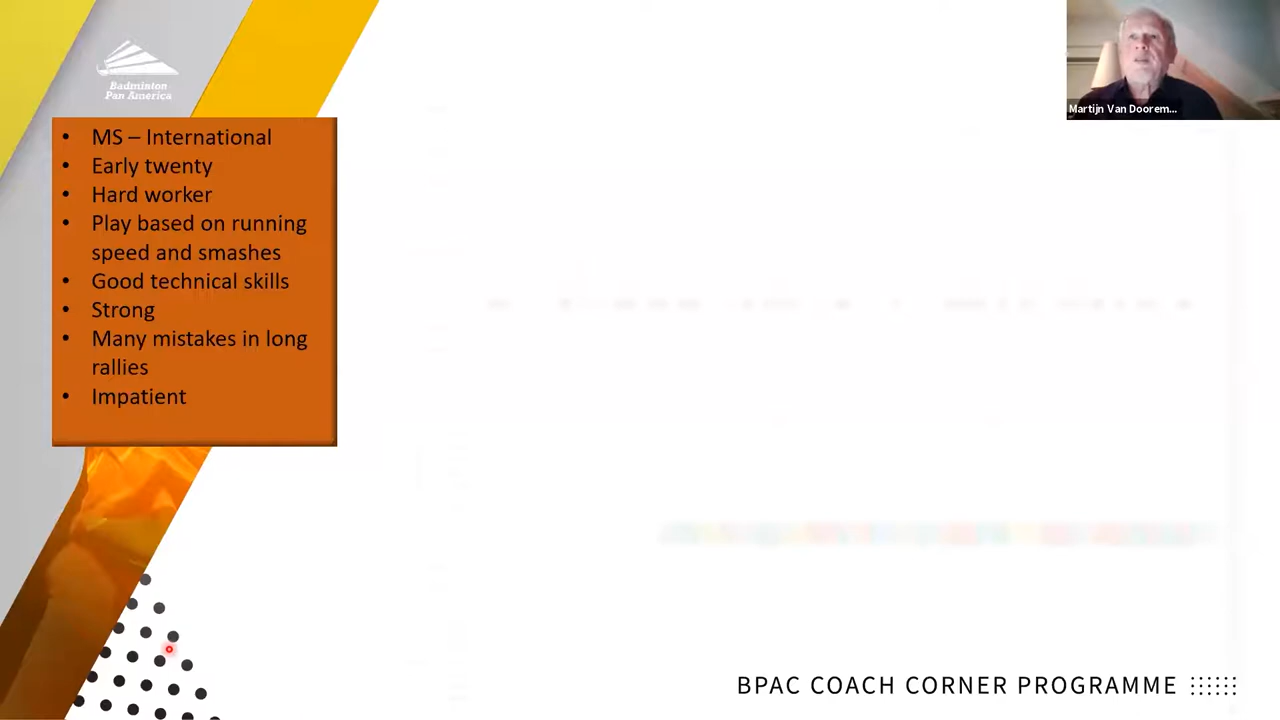 Badminton
Pan America
Martijn Van Doorem...
• MS – International
• Early twenty
• Hard worker
• Play based on running
speed and smashes
• Good technical skills
• Strong
• Many mistakes in long
rallies
• Impatient
BPAC COACH CORNER PROGRAMME